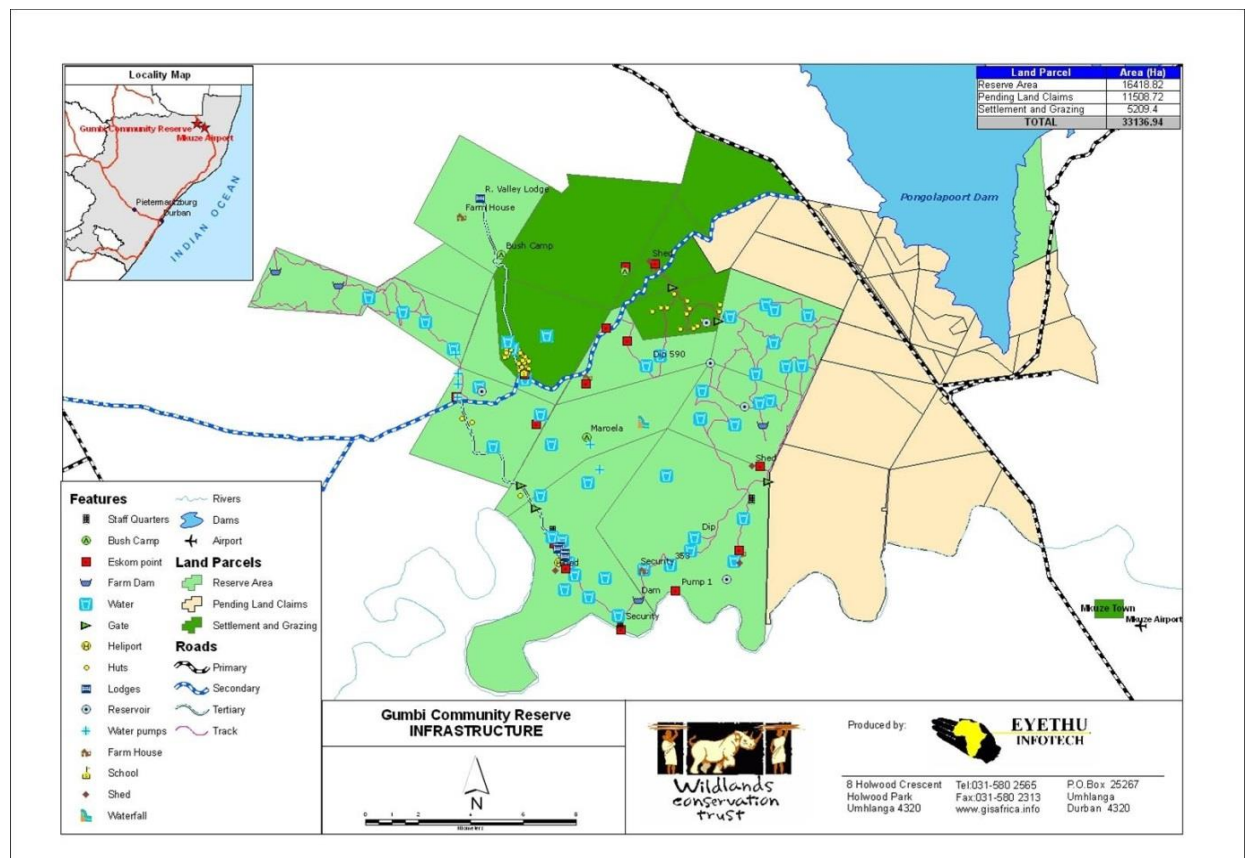 Locality Map
Gumbi Community Reserve
Mkuze Airport
Pietermaritzburg
Durban
INDIAN OCEAN
Land Parcel Area (Ha)
Reserve Area 16418.82
Pending Land Claims 11508.72
Settlement and Grazing 5209.4
TOTAL 33136.94
Pongolapoort Dam
R. Valley Lodge
Farm House
Bush Camp
Shed
Dip 590
Maroela
Shed
Dip
Security 353
Pump 1
Dam
Security
Mkuze Town
Mkuze Airport
Features
Staff Quarters
Bush Camp
Eskom point
Farm Dam
Water
Gate
Heliport
Huts
Lodges
Reservoir
Water pumps
Farm House
School
Shed
Waterfall
Rivers
Dams
Airport
Land Parcels
Reserve Area
Pending Land Claims
Settlement and Grazing
Roads
Primary
Secondary
Tertiary
Track
Gumbi Community Reserve
INFRASTRUCTURE
N
Kilometers
Wildlands
conservation
trust
Produced by:
EYETHU
INFOTECH
8 Holwood Crescent
Holwood Park
Umhlanga 4320
Tel:031-580 2565
Fax:031-580 2313
www.gisafrica.info
P.O.Box 25267
Umhlanga
Durban 4320